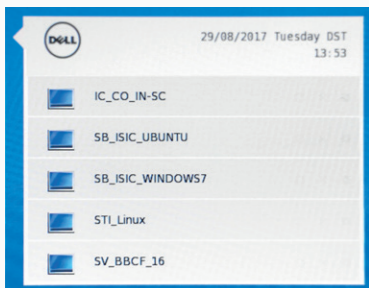 DELL
29/08/2017 Tuesday DST
13:53
IC_CO_IN-SC
SB_ISIC_UBUNTU
SB_ISIC_WINDOWS7
STI_Linux
SV_BBCF_16